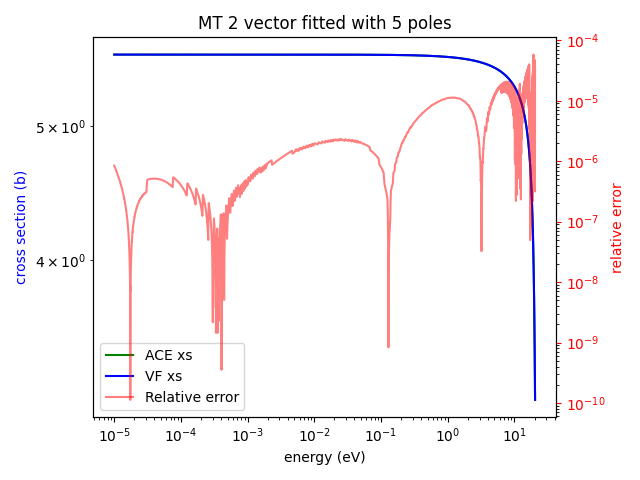 MT 2 vector fitted with 5 poles
cross section (b)
5 × 10⁰
4 × 10⁰
ACE xs
VF xs
Relative error
10⁻⁵ 10⁻⁴ 10⁻³ 10⁻² 10⁻¹ 10⁰ 10¹
energy (eV)
10⁻⁴
10⁻⁵
10⁻⁶
10⁻⁷
10⁻⁸
10⁻⁹
10⁻¹⁰
relative error